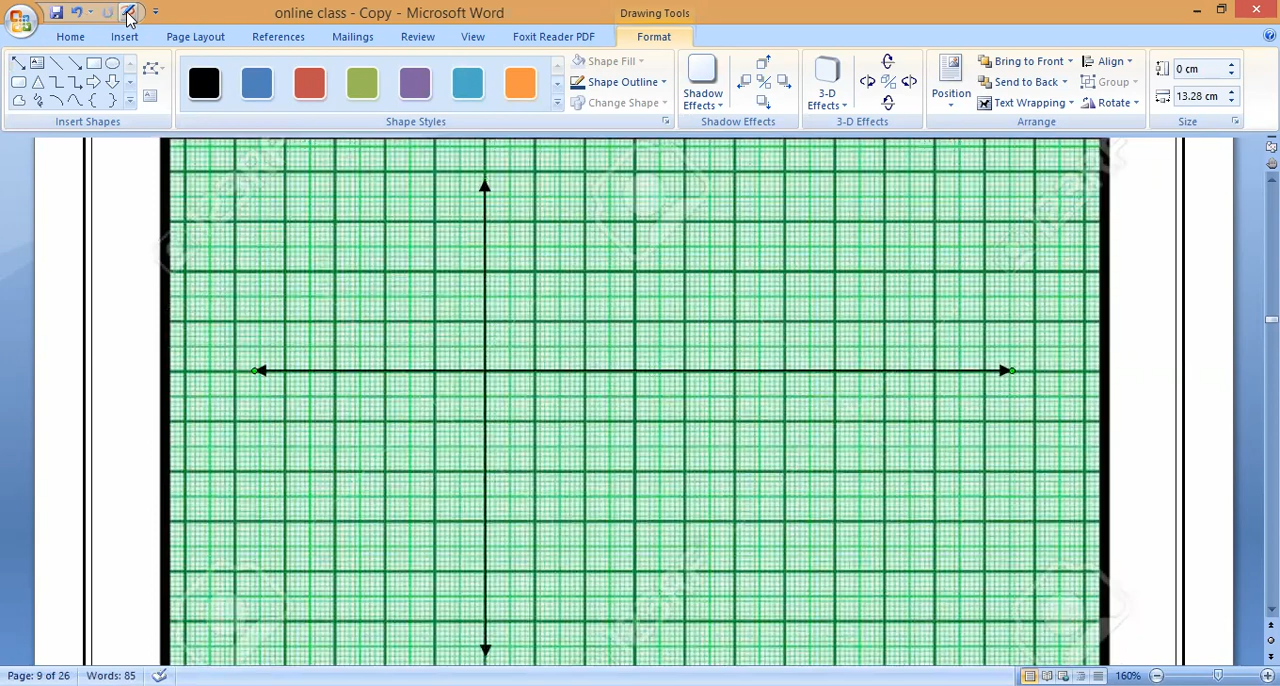 online class - Copy - Microsoft Word
Drawing Tools
Home Insert Page Layout References Mailings Review View Foxit Reader PDF Format
Shape Fill
Shape Outline
Change Shape
Shadow Effects
3-D Effects
Position
Bring to Front
Send to Back
Text Wrapping
Align
Group
Rotate
0 cm
13.28 cm
Insert Shapes Shape Styles Shadow Effects 3-D Effects Arrange Size
Page: 9 of 26 Words: 85 160%